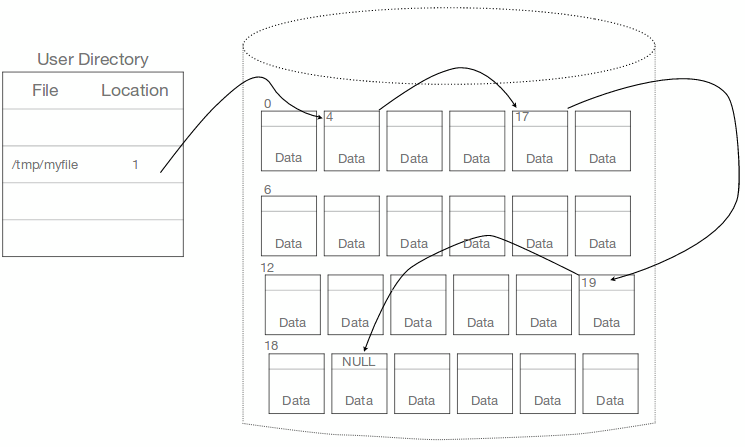 User Directory
File Location
/tmp/myfile 1
0
4 17
Data Data Data Data Data Data
6
Data Data Data Data Data Data
12
19
Data Data Data Data Data Data
18
NULL
Data Data Data Data Data Data